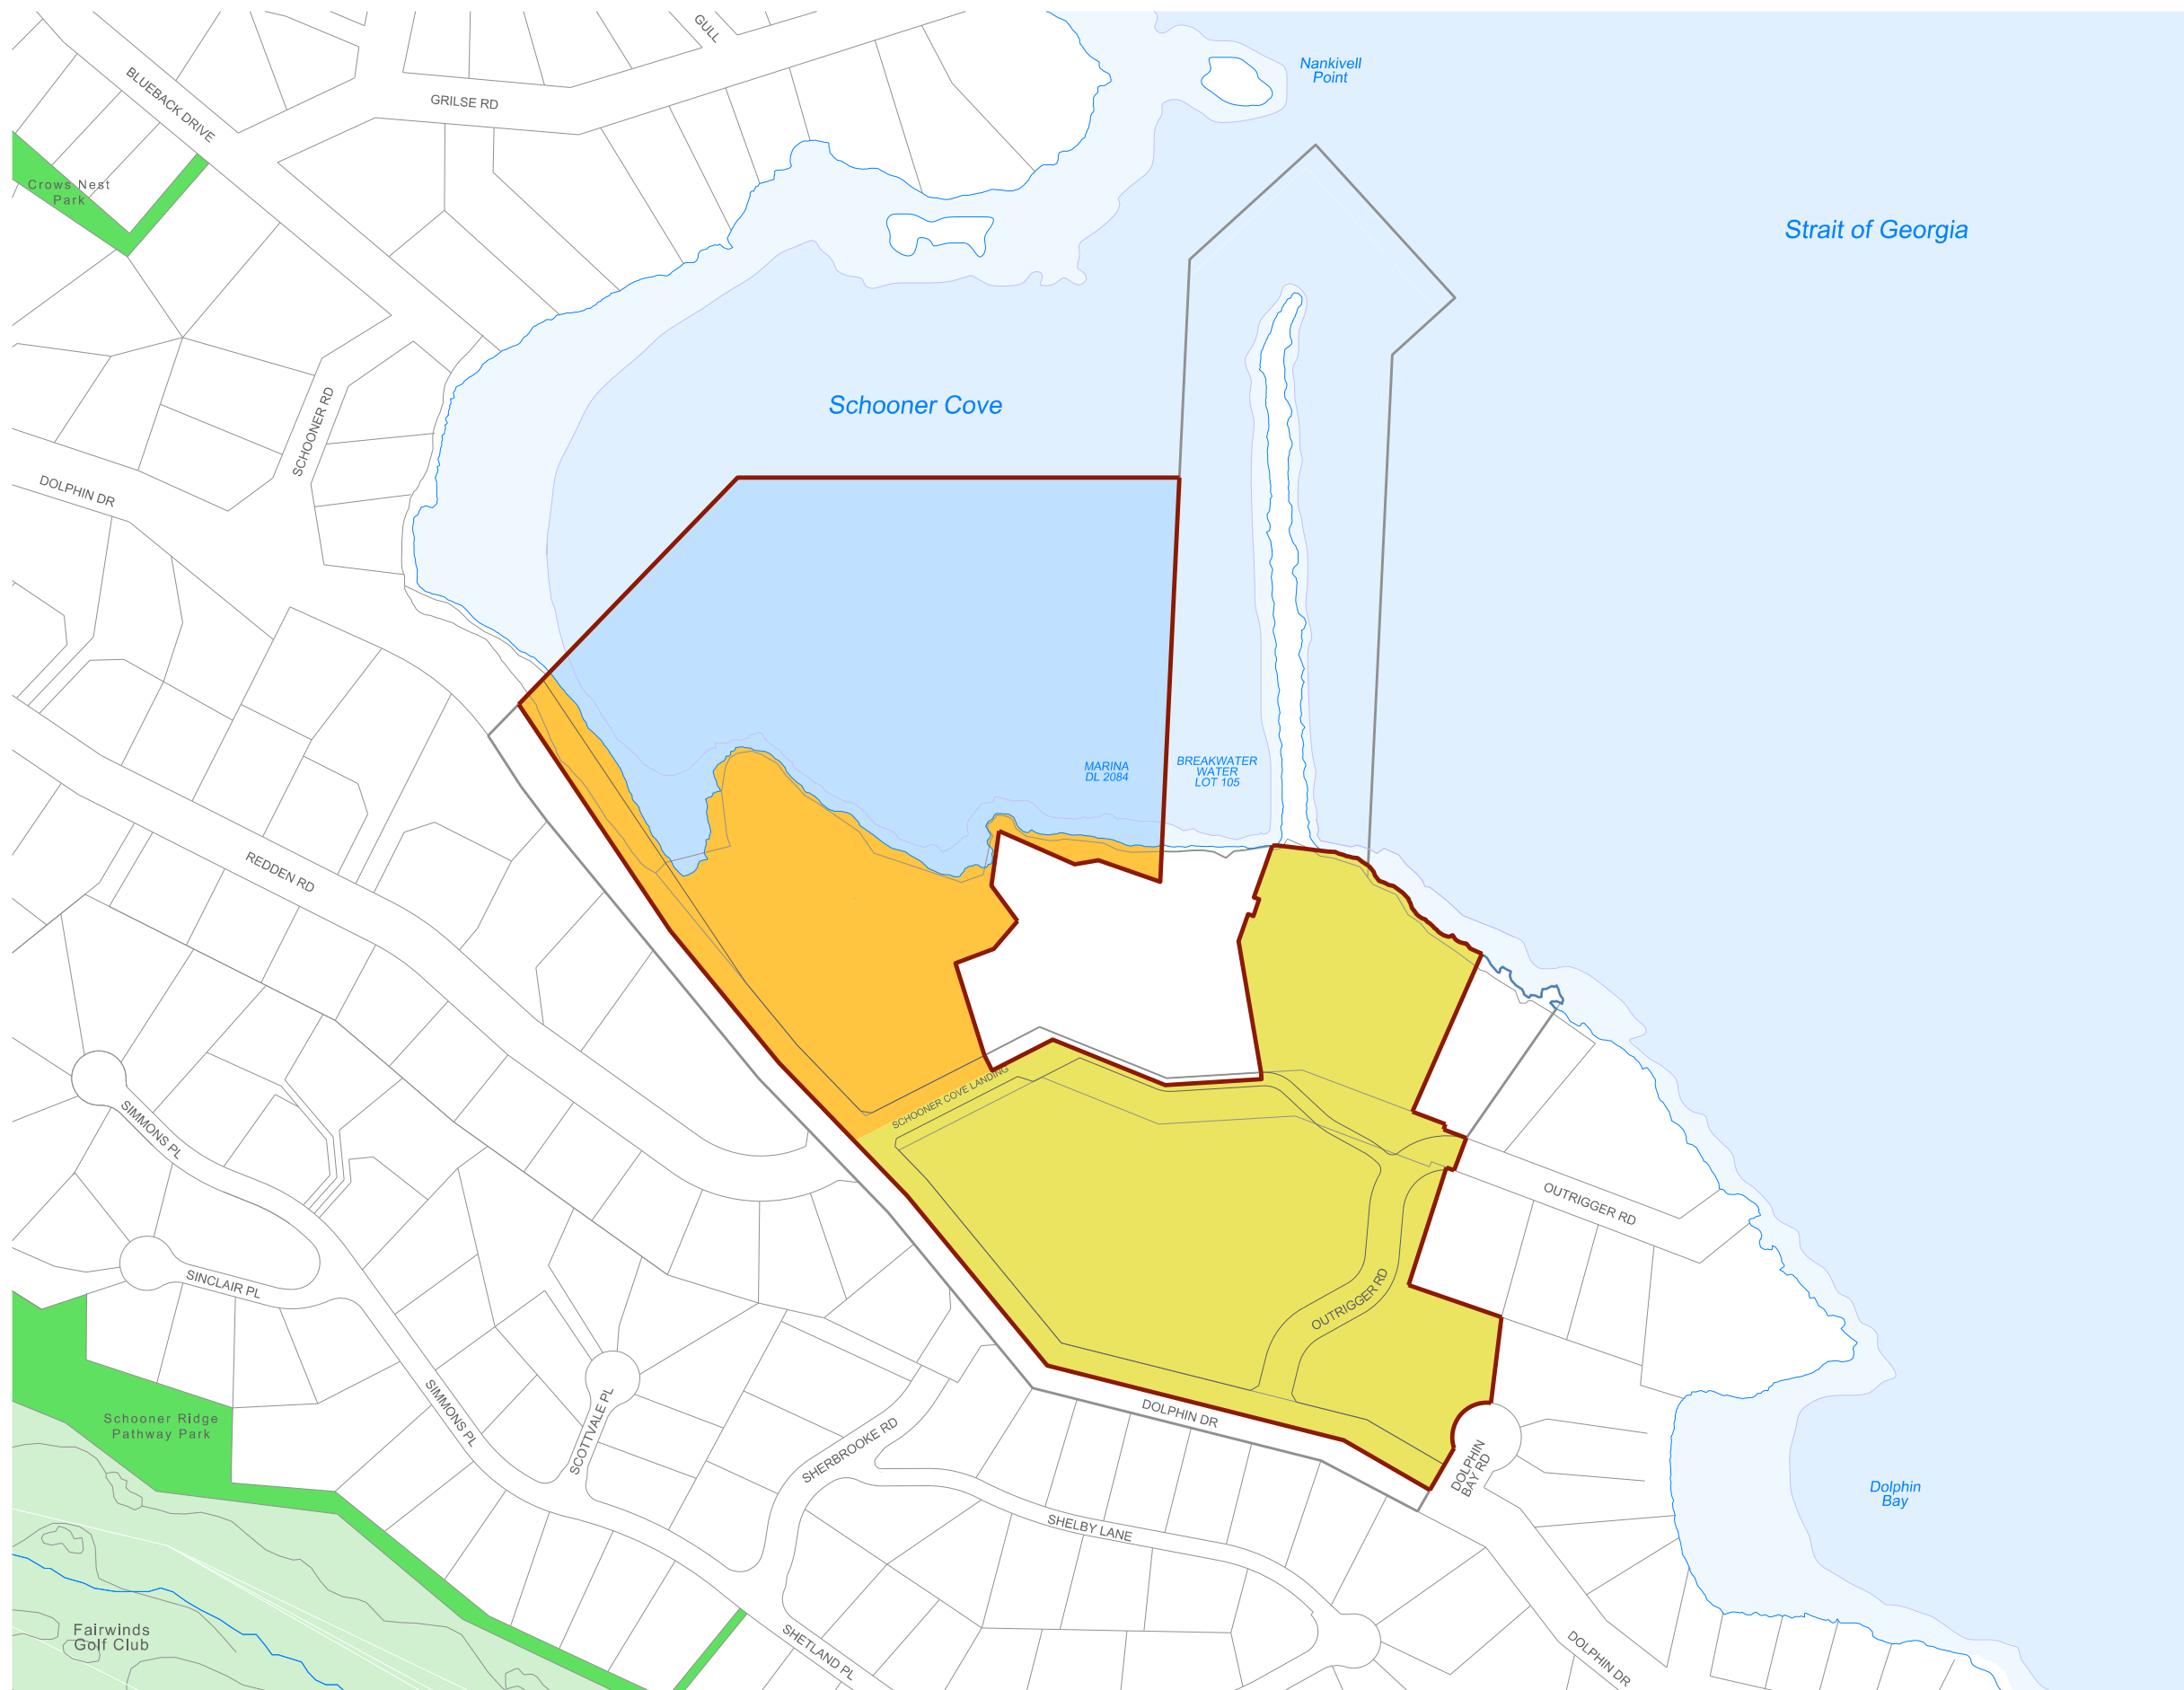 GULL
Nankivell
Point
BLUEBACK DRIVE
GRILSE RD
Crows Nest
Park
Strait of Georgia
SCHOONER RD
Schooner Cove
DOLPHIN DR
MARINA
DL 2084
BREAKWATER
WATER
LOT 105
REDDEN RD
SCHOONER COVE LANDING
SIMMONS PL
OUTRIGGER RD
SINCLAIR PL
OUTRIGGER RD
SIMMONS PL
SCOTTVALE PL
DOLPHIN DR
Schooner Ridge
Pathway Park
SHERBROOKE RD
DOLPHIN
BAY RD
Dolphin
Bay
SHELBY LANE
Fairwinds
Golf Club
SHETLAND PL
DOLPHIN DR